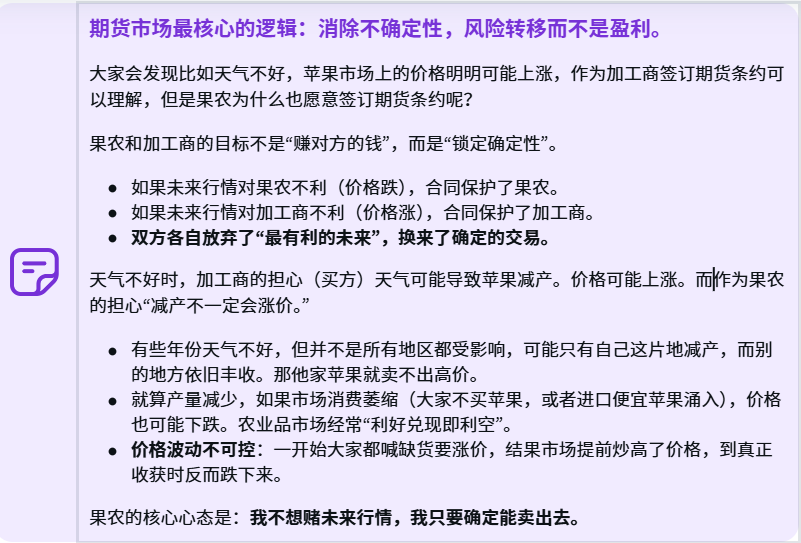 期货市场最核心的逻辑：消除不确定性，风险转移而不是盈利。
大家会发现比如天气不好，苹果市场上的价格明明可能上涨，作为加工商签订期货条约可
以理解，但是果农为什么也愿意签订期货条约呢？
果农和加工商的目标不是“赚对方的钱”，而是“锁定确定性”。
● 如果未来行情对果农不利（价格跌），合同保护了果农。
● 如果未来行情对加工商不利（价格涨），合同保护了加工商。
● 双方各自放弃了“最有利的未来”，换来了确定的交易。
天气不好时，加工商的担心（买方）天气可能导致苹果减产。价格可能上涨。而作为果农
的担心“减产不一定会涨价。”
● 有些年份天气不好，但并不是所有地区都受影响，可能只有自己这片地减产，而别
的地方依旧丰收。那他家苹果就卖不出高价。
● 就算产量减少，如果市场消费萎缩（大家不买苹果，或者进口便宜苹果涌入），价格
也可能下跌。农业品市场经常“利好兑现即利空”。
● 价格波动不可控：一开始大家都喊缺货要涨价，结果市场提前炒高了价格，到真正
收获时反而跌下来。
果农的核心心态是：我不想赌未来行情，我只要确定能卖出去。